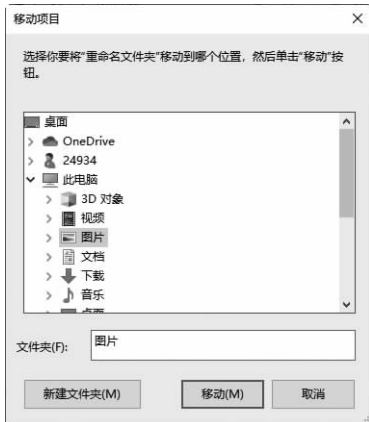 移动项目
选择你要将“重命名文件夹”移动到哪个位置，然后单击“移动”按
钮。
桌面
OneDrive
24934
此电脑
3D 对象
视频
图片
文档
下载
音乐
桌面
文件夹(F):
图片
新建文件夹(M)
移动(M)
取消